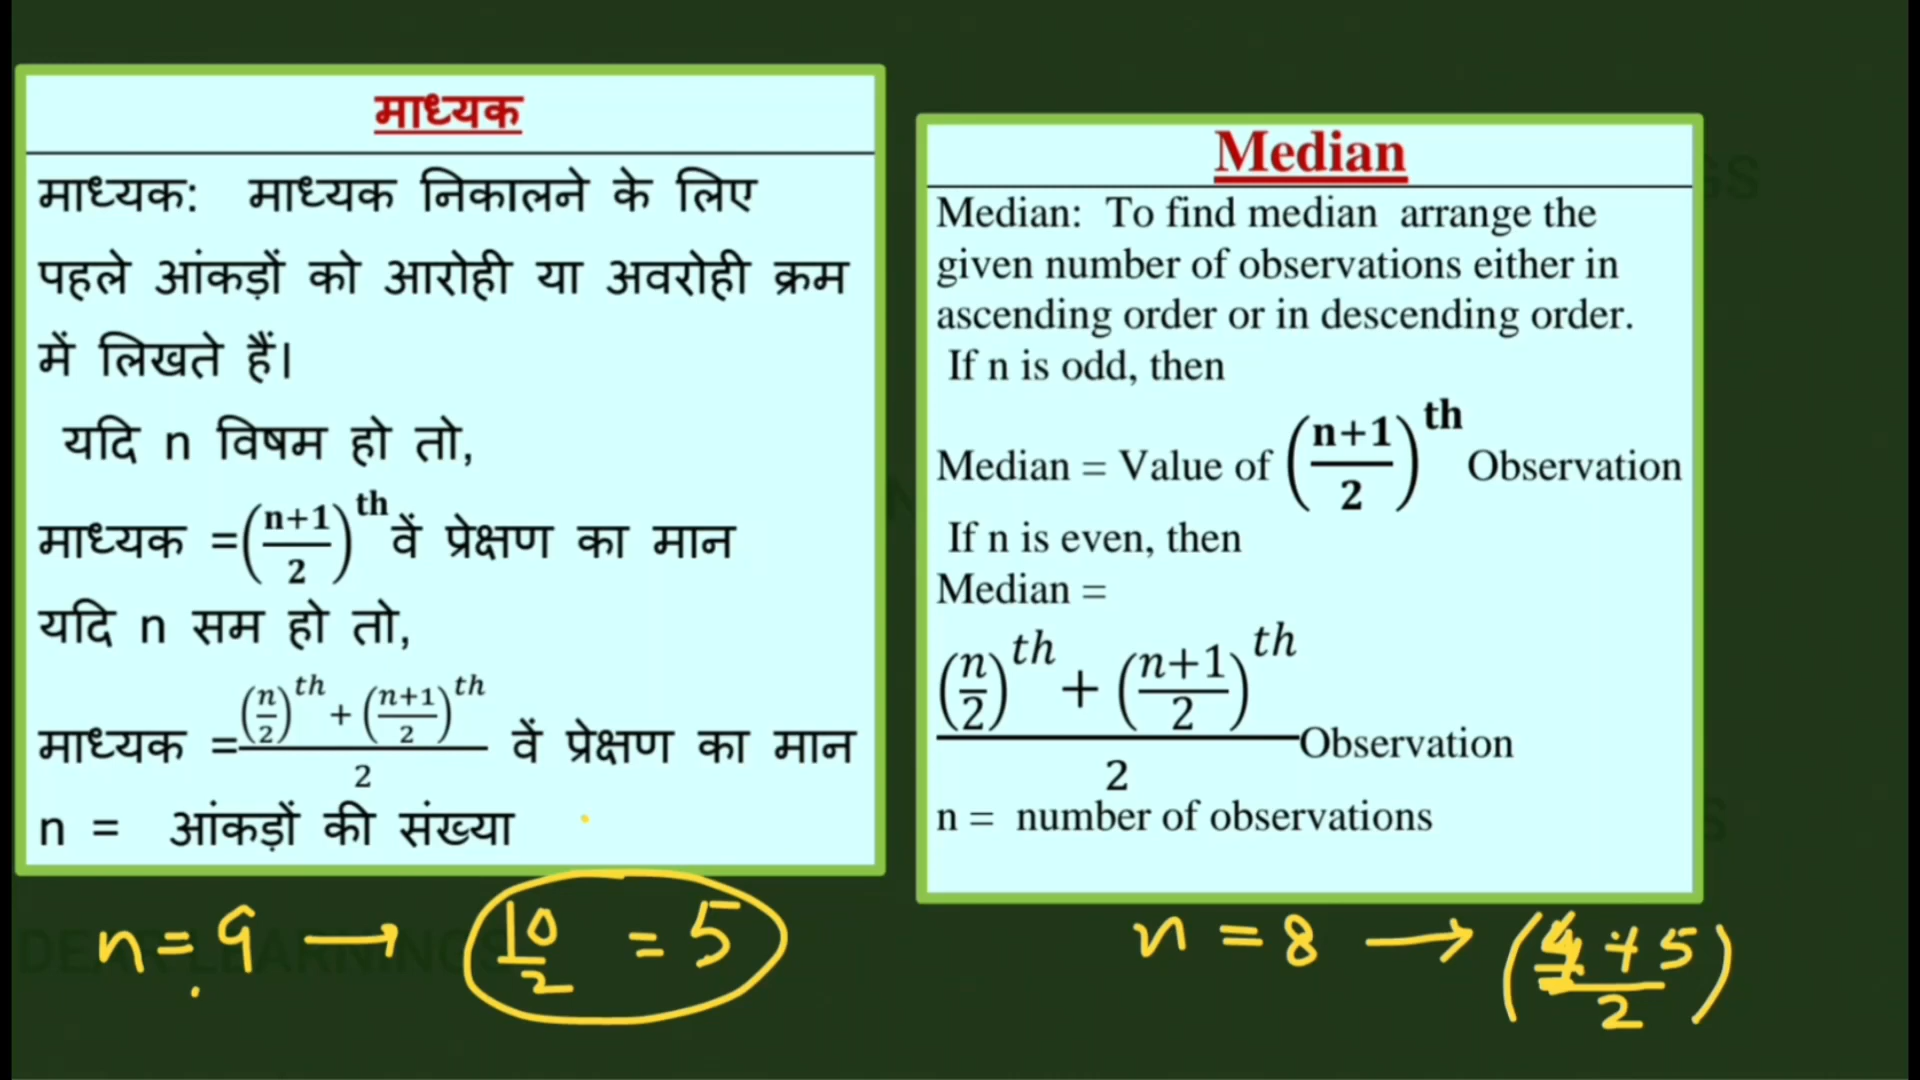 माध्यक
माध्यक: माध्यक निकालने के लिए
पहले आंकड़ों को आरोही या अवरोही क्रम
में लिखते हैं।
यदि n विषम हो तो,
माध्यक =((n+1)/2)^th वें प्रेक्षण का मान
यदि n सम हो तो,
माध्यक =((n/2)^th + ((n+1)/2)^th)/2 वें प्रेक्षण का मान
n = आंकड़ों की संख्या
Median
Median: To find median arrange the
given number of observations either in
ascending order or in descending order.
If n is odd, then
Median = Value of ((n+1)/2)^th Observation
If n is even, then
Median =
((n/2)^th + ((n+1)/2)^th)/2 Observation
n = number of observations
n = 9 → 10/2 = 5
n = 8 → ((4+5)/2)
DEAR LEARNINGS